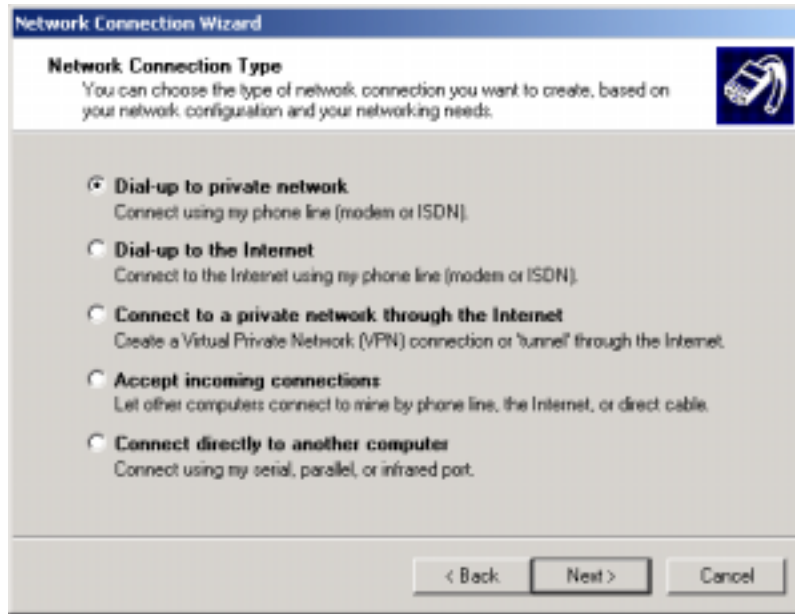 Network Connection Wizard
Network Connection Type
You can choose the type of network connection you want to create, based on
your network configuration and your networking needs.
Dial-up to private network
Connect using my phone line (modem or ISDN).
Dial-up to the Internet
Connect to the Internet using my phone line (modem or ISDN).
Connect to a private network through the Internet
Create a Virtual Private Network (VPN) connection or 'tunnel' through the Internet.
Accept incoming connections
Let other computers connect to mine by phone line, the Internet, or direct cable.
Connect directly to another computer
Connect using my serial, parallel, or infrared port.
< Back Next > Cancel